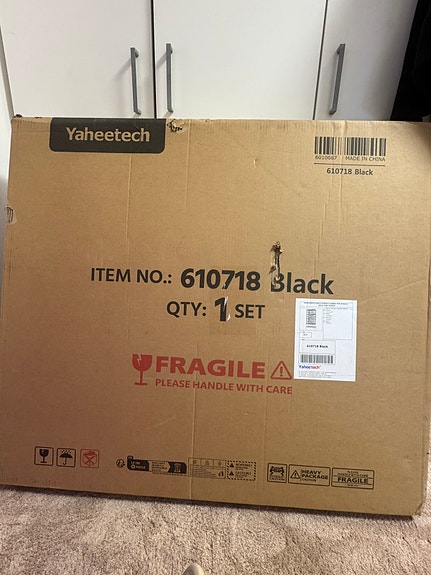 Yaheetech
6010687 MADE IN CHINA
610718 Black
ITEM NO.: 610718 Black
QTY: 1 SET
610718 Black
Yaheetech
FRAGILE
PLEASE HANDLE WITH CARE
HEAVY
PACKAGE
FRAGILE